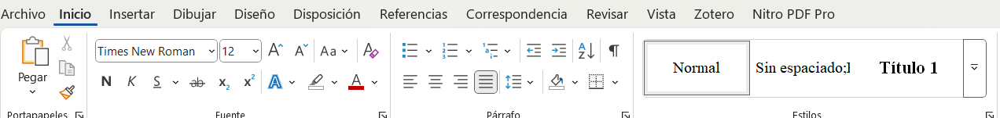 Archivo Inicio Insertar Dibujar Diseño Disposición Referencias Correspondencia Revisar Vista Zotero Nitro PDF Pro
Pegar
Portapapeles
Times New Roman 12 A A Aa A
N K S ab x₂ x² A A
Fuente
Párrafo
Normal Sin espaciado;l Título 1
Estilos